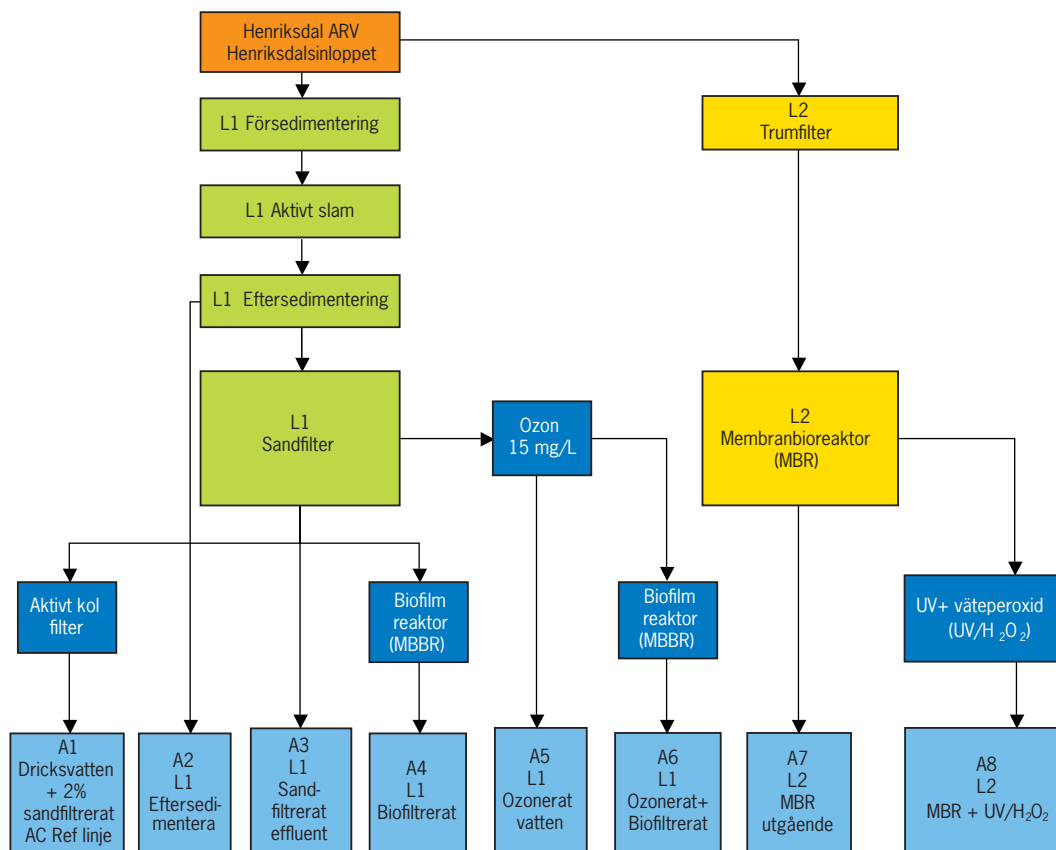 Henriksdal ARV
Henriksdalsinloppet
L1 Försedimentering
L2
Trumfilter
L1 Aktivt slam
L1 Eftersedimentering
L1
Sandfilter
Ozon
15 mg/L
L2
Membranbioreaktor
(MBR)
Aktivt kol
filter
Biofilm
reaktor
(MBBR)
Biofilm
reaktor
(MBBR)
UV+ väteperoxid
(UV/H₂O₂)
A1
Dricksvatten
+ 2%
sandfiltrerat
AC Ref linje
A2
L1
Eftersedi-
mentera
A3
L1
Sand-
filtrerat
effluent
A4
L1
Biofiltrerat
A5
L1
Ozonerat
vatten
A6
L1
Ozonerat+
Biofiltrerat
A7
L2
MBR
utgående
A8
L2
MBR + UV/H₂O₂